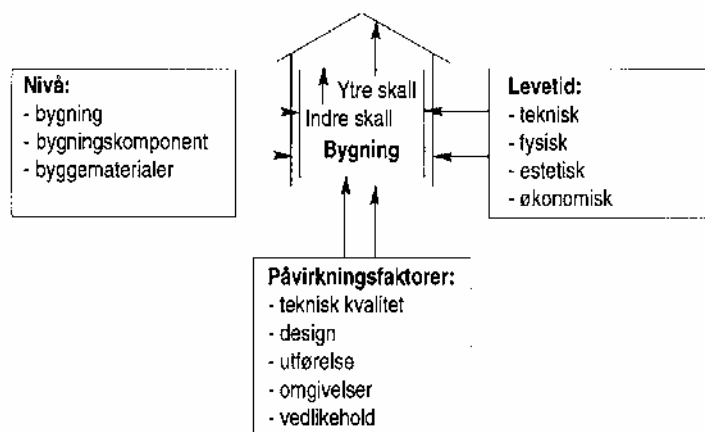 Nivå:
- bygning
- bygningskomponent
- byggematerialer
Ytre skall
Indre skall
Bygning
Levetid:
- teknisk
- fysisk
- estetisk
- økonomisk
Påvirkningsfaktorer:
- teknisk kvalitet
- design
- utførelse
- omgivelser
- vedlikehold